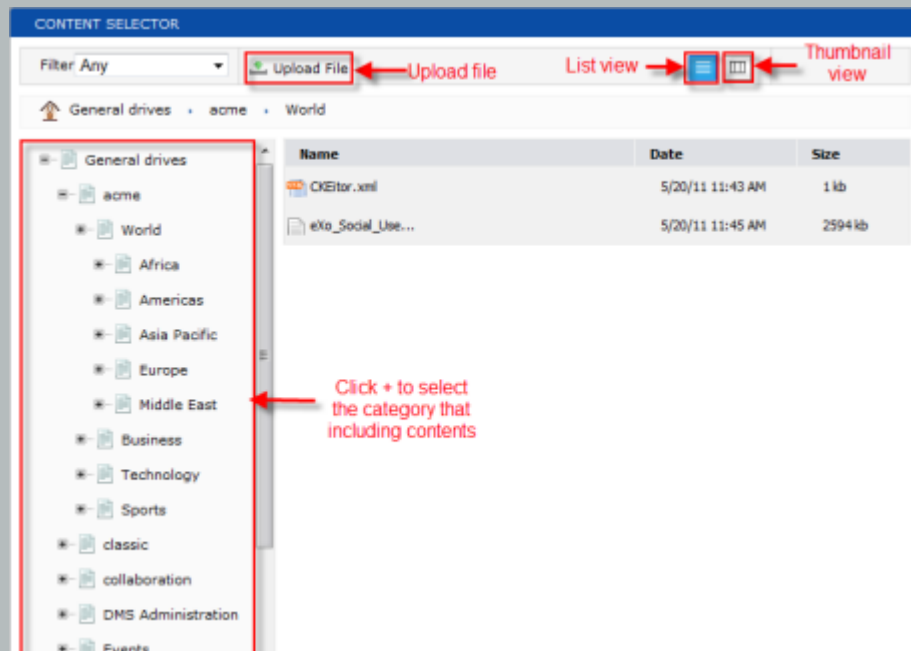 CONTENT SELECTOR
Filter Any Upload File Upload file List view Thumbnail view
General drives acme World
Name Date Size
CKEitor.xml 5/20/11 11:43 AM 1 kb
eXo_Social_Use... 5/20/11 11:45 AM 2594 kb
General drives
acme
World
Africa
Americas
Asia Pacific
Europe
Middle East
Business
Technology
Sports
classic
collaboration
DMS Administration
Events
Click + to select
the category that
including contents